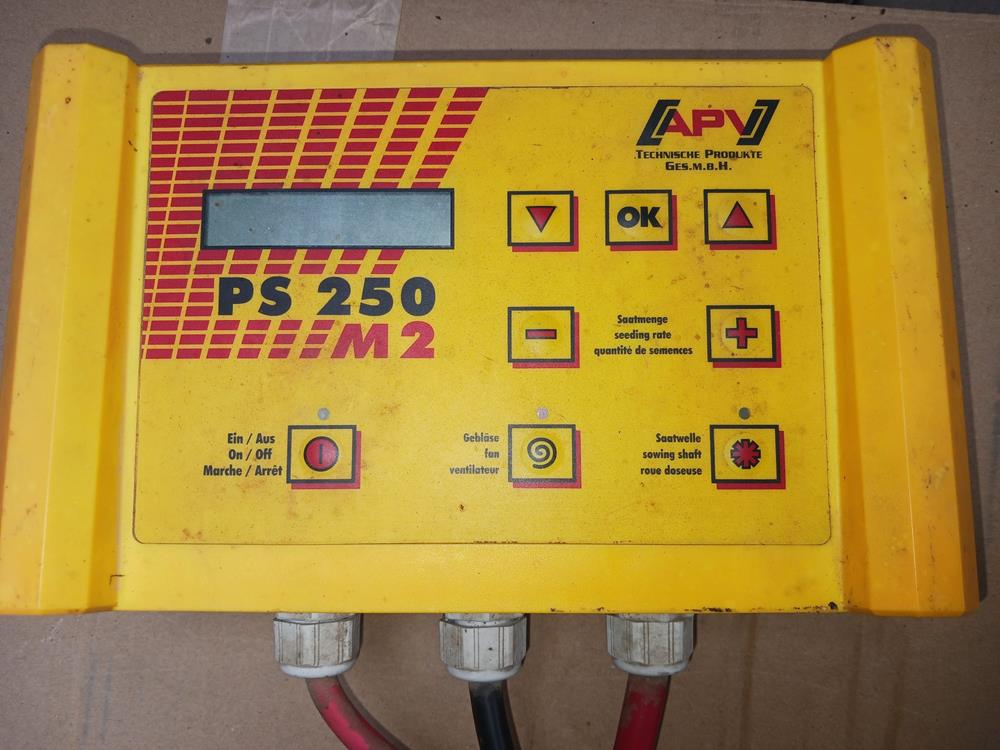 APV
TECHNISCHE PRODUKTE
GES.M.B.H.
OK
PS 250
M2
Saatmenge
seeding rate
quantité de semences
Ein / Aus
On / Off
Marche / Arrêt
Gebläse
fan
ventilateur
Saatwelle
sowing shaft
roue doseuse